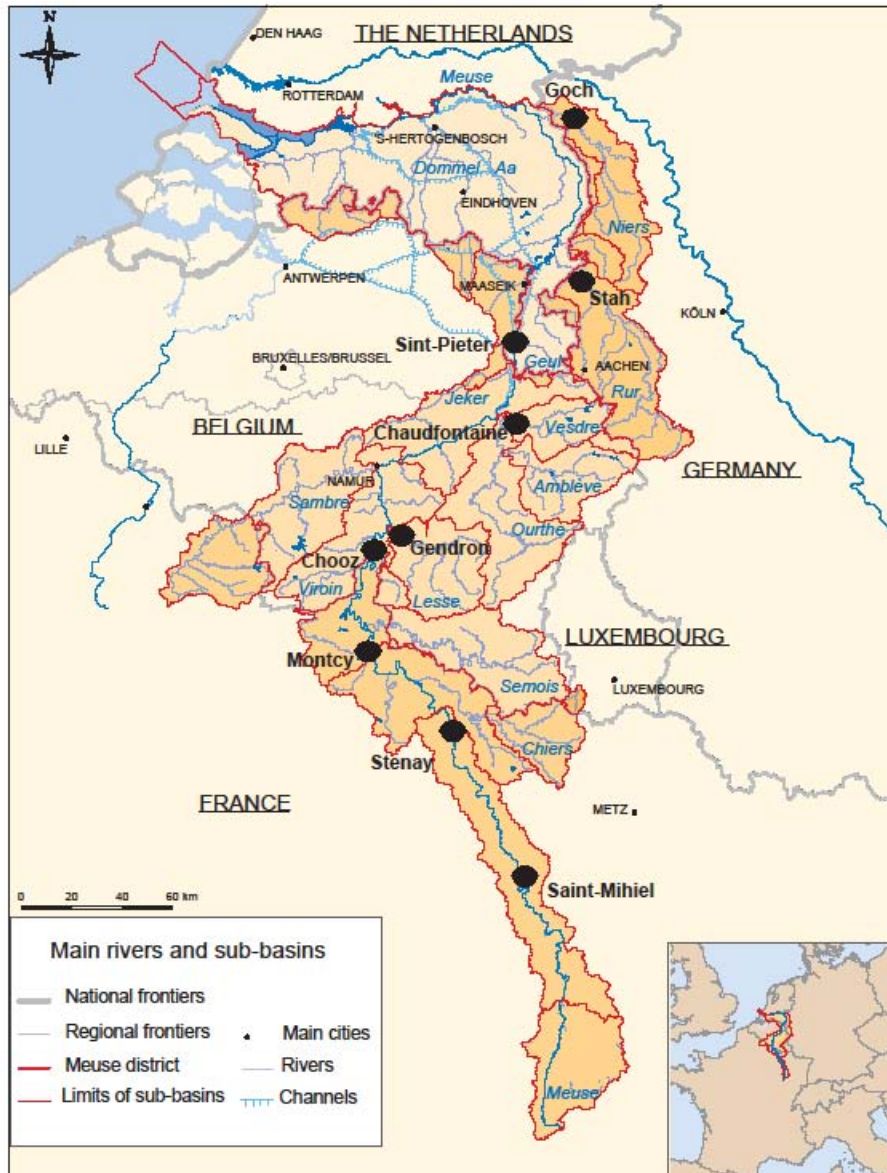 DEN HAAG
THE NETHERLANDS
Meuse
Goch
ROTTERDAM
S-HERTOGENBOSCH
Dommel Aa
EINDHOVEN
Niers
ANTWERPEN
MAASEIK
Stah
KÖLN
Sint-Pieter
BRUXELLES/BRUSSEL
Geul
AACHEN
Rur
Jeker
BELGIUM
Chaudfontaine
Vesdre
LILLE
GERMANY
NAMUR
Amblève
Sambre
Ourthe
Gendron
Chooz
Viroin
Lesse
LUXEMBOURG
Montcy
Semois
LUXEMBOURG
Stenay
Chiers
FRANCE
METZ
Saint-Mihiel
0 20 40 60 km
Main rivers and sub-basins
National frontiers
Regional frontiers
Main cities
Meuse district
Rivers
Limits of sub-basins
Channels
Meuse